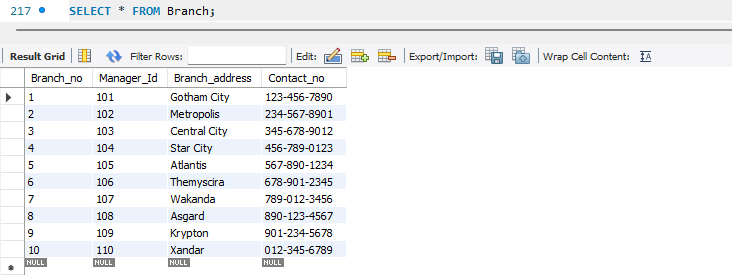 217 SELECT * FROM Branch;
Result Grid Filter Rows: Edit: Export/Import: Wrap Cell Content: IA
Branch_no Manager_Id Branch_address Contact_no
1 101 Gotham City 123-456-7890
2 102 Metropolis 234-567-8901
3 103 Central City 345-678-9012
4 104 Star City 456-789-0123
5 105 Atlantis 567-890-1234
6 106 Themyscira 678-901-2345
7 107 Wakanda 789-012-3456
8 108 Asgard 890-123-4567
9 109 Krypton 901-234-5678
10 110 Xandar 012-345-6789
NULL NULL NULL NULL